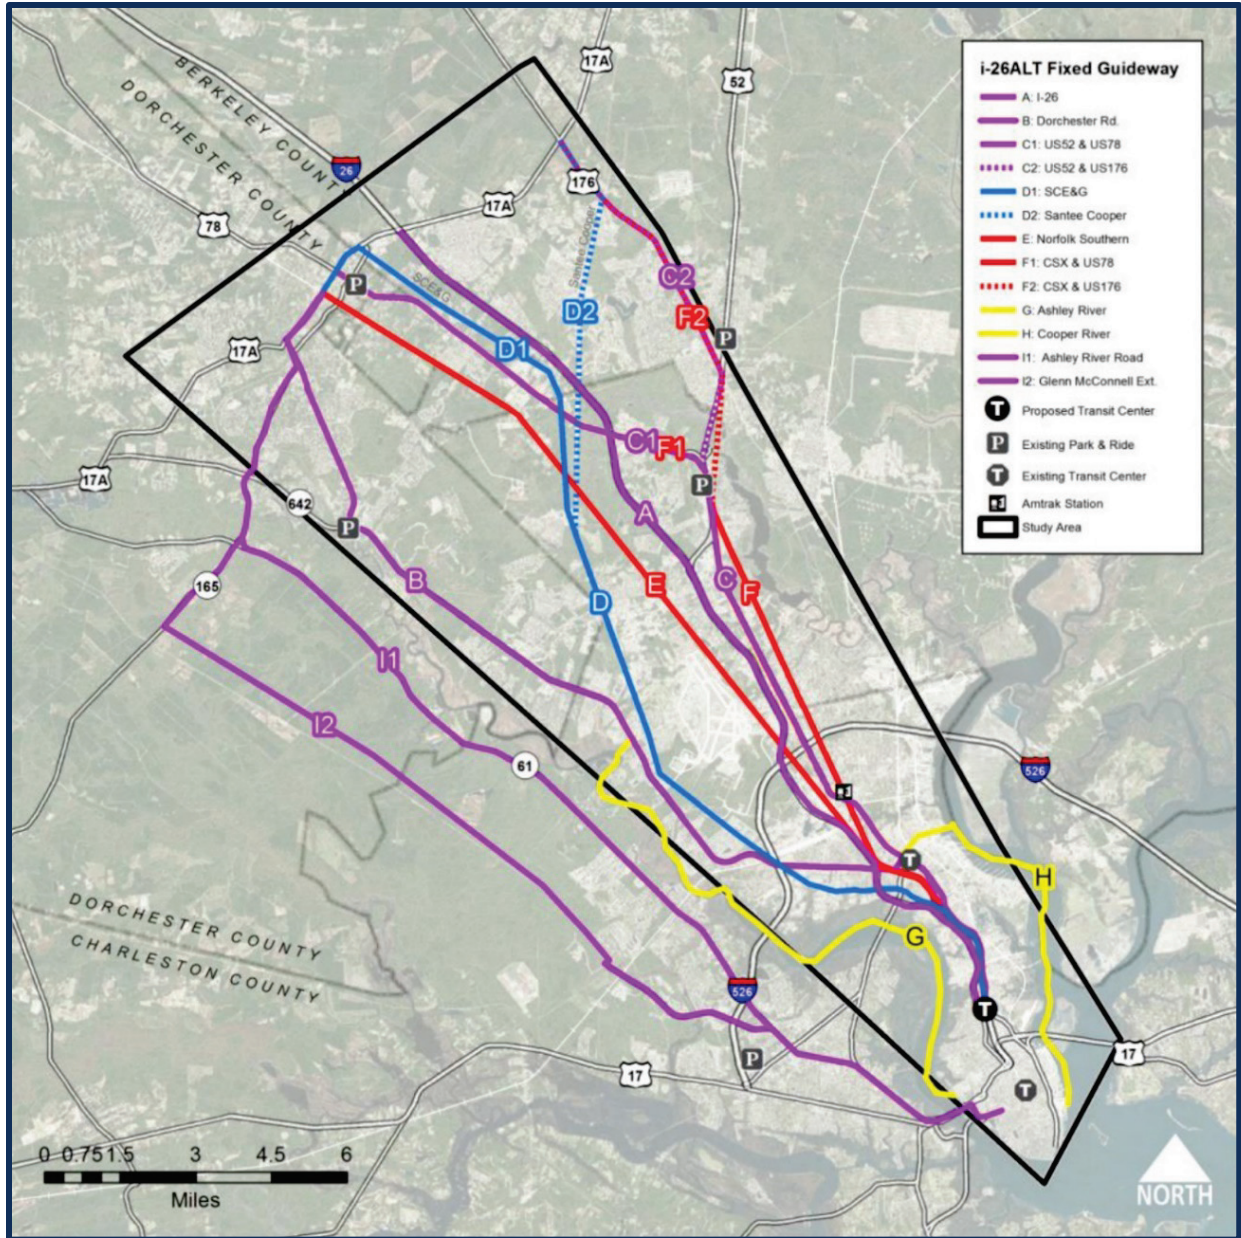 17A
52
BERKELEY COUNTY
DORCHESTER COUNTY
26
176
17A
78
Santee Cooper
SCE&G
C2
P
D2
F2
P
17A
D1
C1
F1
P
17A
642
A
P
165
B
E
C
F
D
I1
I2
61
526
T
H
G
DORCHESTER COUNTY
CHARLESTON COUNTY
526
T
P
17
17
T
i-26ALT Fixed Guideway
A: I-26
B: Dorchester Rd.
C1: US52 & US78
C2: US52 & US176
D1: SCE&G
D2: Santee Cooper
E: Norfolk Southern
F1: CSX & US78
F2: CSX & US176
G: Ashley River
H: Cooper River
I1: Ashley River Road
I2: Glenn McConnell Ext.
T Proposed Transit Center
P Existing Park & Ride
T Existing Transit Center
Amtrak Station
Study Area
0 0.75 1.5 3 4.5 6
Miles
NORTH